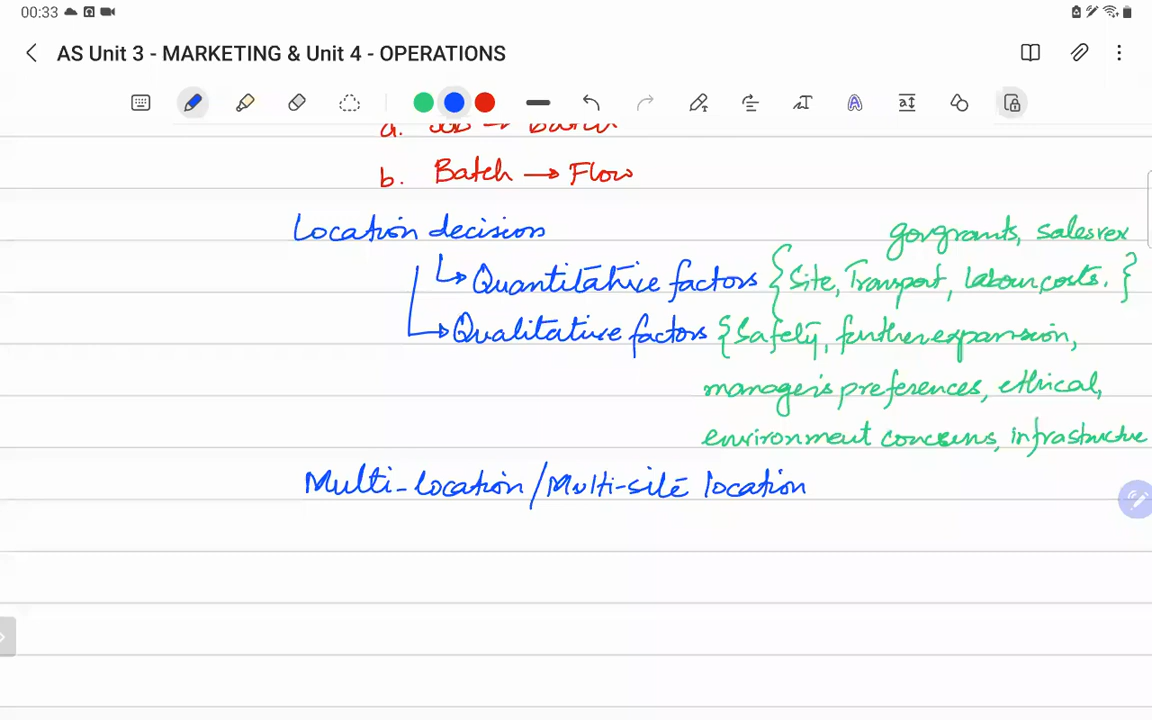 00:33
AS Unit 3 - MARKETING & Unit 4 - OPERATIONS
a. Job → Batch
b. Batch → Flow
Location decision
gov grants, sales rev
Quantitative factors {Site, Transport, labour costs.}
Qualitative factors {Safety, further expansion,
manager's preferences, ethical,
environment concerns, infrastructure
Multi-location/Multi-site location